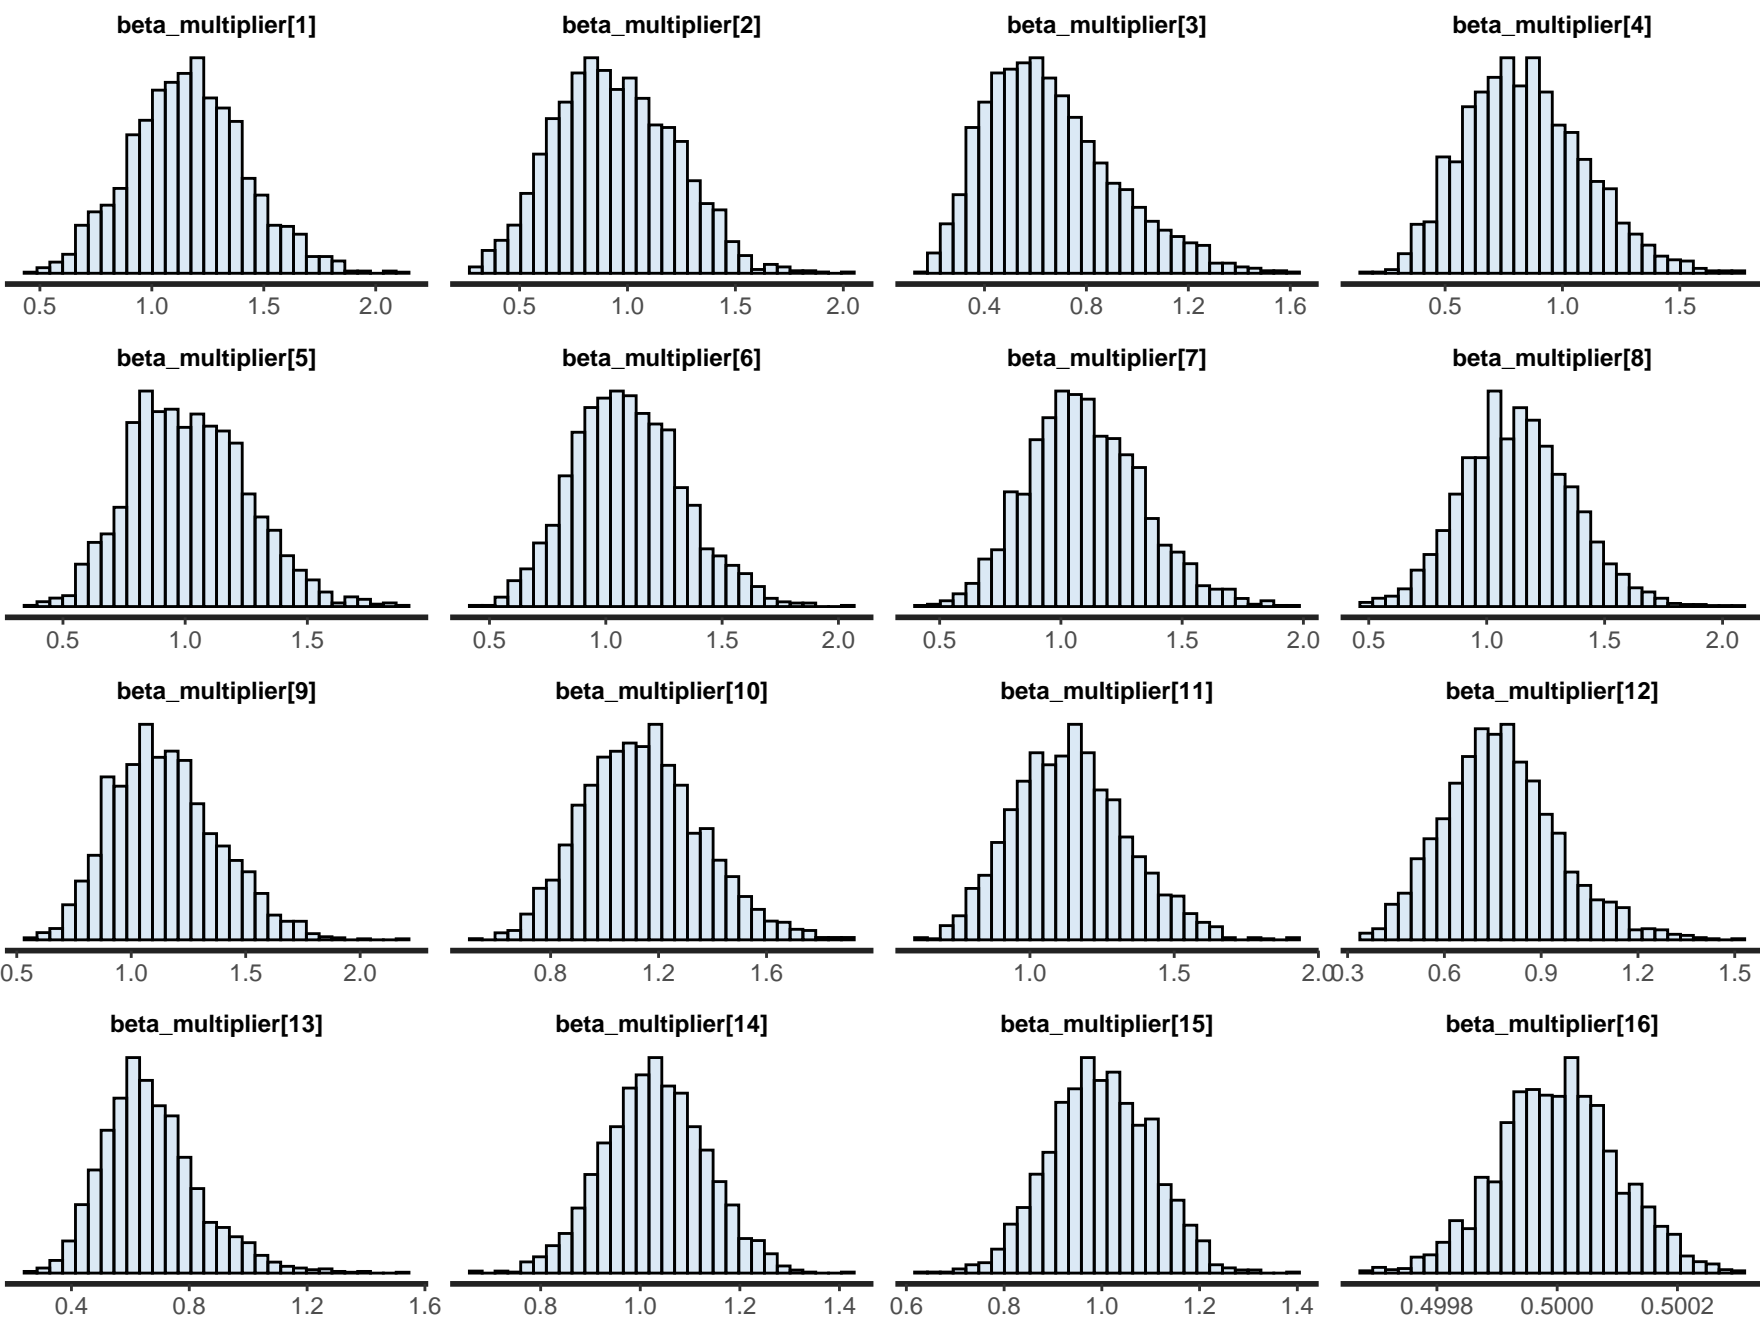 beta_multiplier[1] beta_multiplier[2] beta_multiplier[3] beta_multiplier[4]
0.5 1.0 1.5 2.0 0.5 1.0 1.5 2.0 0.4 0.8 1.2 1.6 0.5 1.0 1.5
beta_multiplier[5] beta_multiplier[6] beta_multiplier[7] beta_multiplier[8]
0.5 1.0 1.5 0.5 1.0 1.5 2.0 0.5 1.0 1.5 2.0 0.5 1.0 1.5 2.0
beta_multiplier[9] beta_multiplier[10] beta_multiplier[11] beta_multiplier[12]
0.5 1.0 1.5 2.0 0.8 1.2 1.6 1.0 1.5 2.0 0.3 0.6 0.9 1.2 1.5
beta_multiplier[13] beta_multiplier[14] beta_multiplier[15] beta_multiplier[16]
0.4 0.8 1.2 1.6 0.8 1.0 1.2 1.4 0.6 0.8 1.0 1.2 1.4 0.4998 0.5000 0.5002